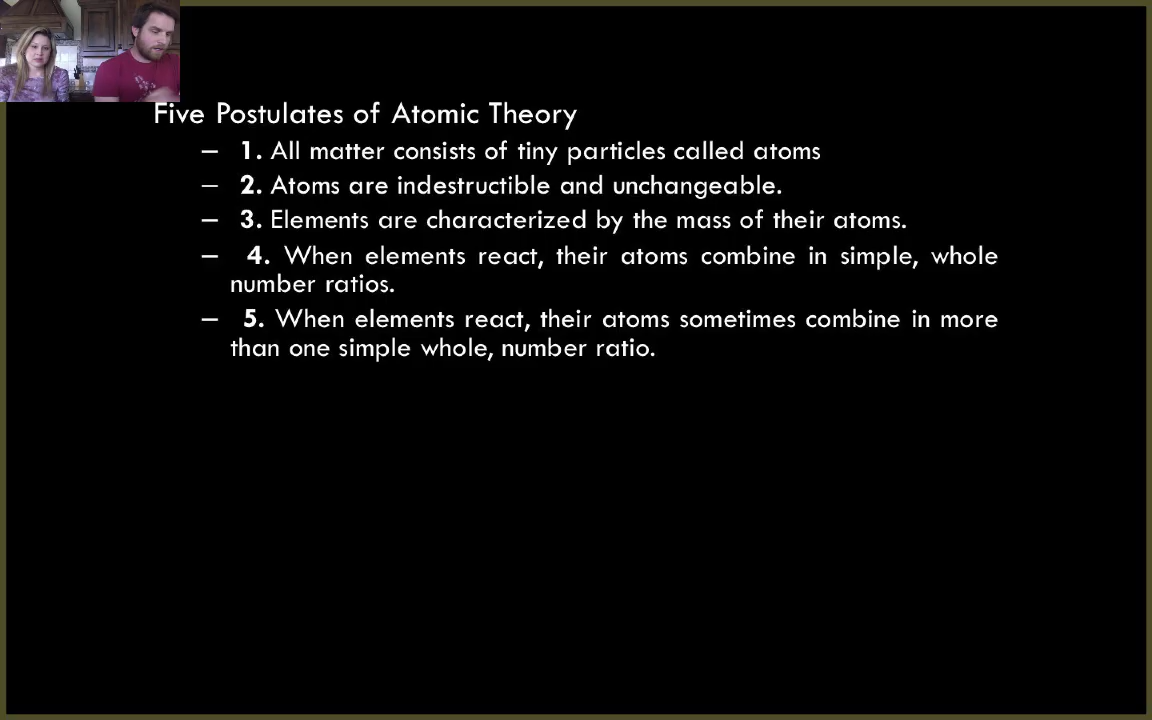 Five Postulates of Atomic Theory
– 1. All matter consists of tiny particles called atoms
– 2. Atoms are indestructible and unchangeable.
– 3. Elements are characterized by the mass of their atoms.
– 4. When elements react, their atoms combine in simple, whole
number ratios.
– 5. When elements react, their atoms sometimes combine in more
than one simple whole, number ratio.